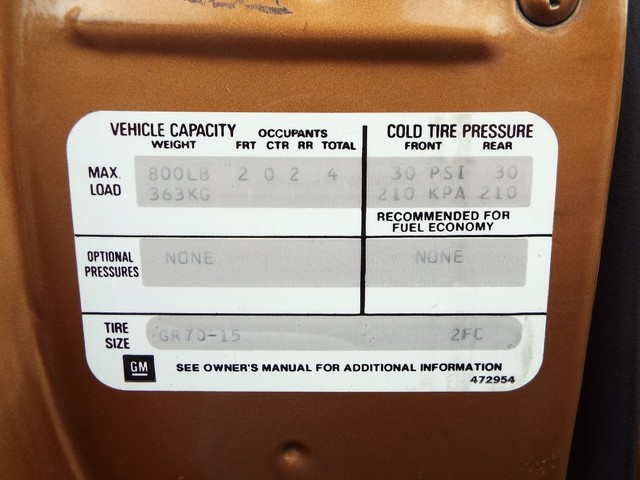 VEHICLE CAPACITY OCCUPANTS COLD TIRE PRESSURE
WEIGHT FRT CTR RR TOTAL FRONT REAR
MAX. LOAD 800LB 2 0 2 4 30 PSI 30
363KG 210 KPA 210
RECOMMENDED FOR
FUEL ECONOMY
OPTIONAL PRESSURES NONE NONE
TIRE SIZE GR70-15 2FC
GM SEE OWNER'S MANUAL FOR ADDITIONAL INFORMATION
472954